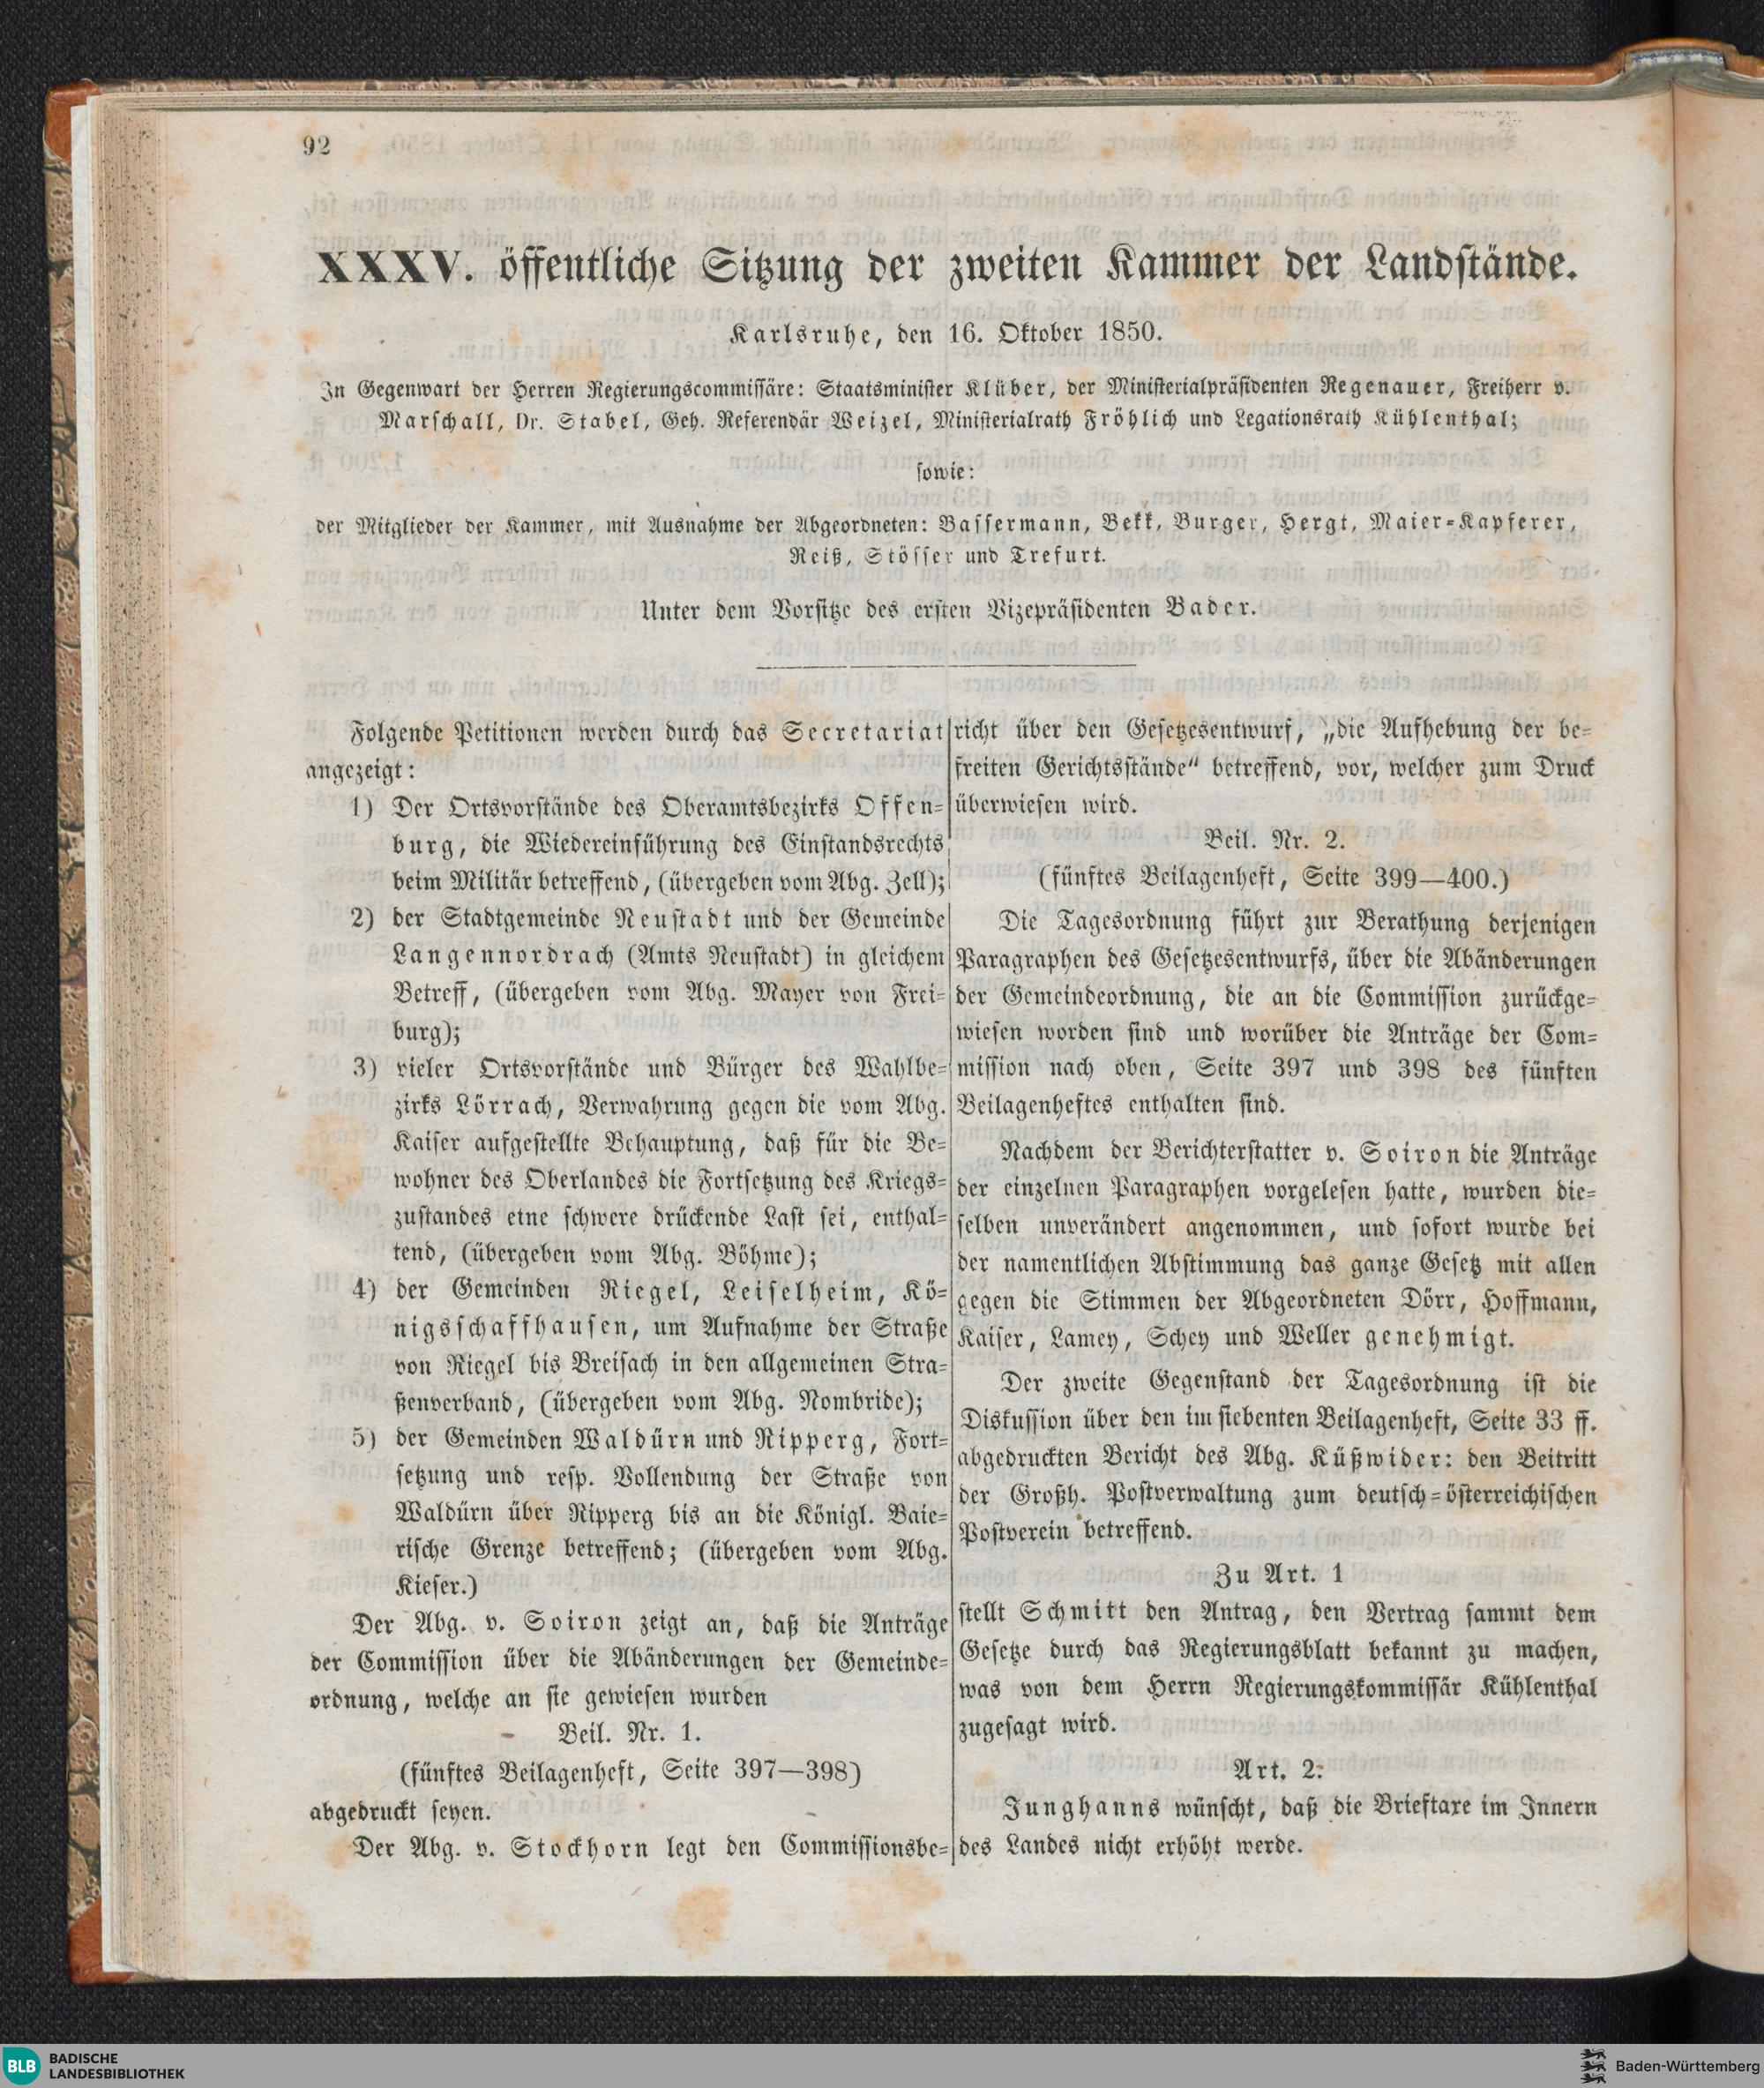 92
XXXV. öffentliche Sitzung der zweiten Kammer der Landstände.
Karlsruhe, den 16. Oktober 1850.
In Gegenwart der Herren Regierungscommissäre: Staatsminister Klüber, der Ministerialpräsidenten Regenauer, Freiherr v.
Marschall, Dr. Stabel, Geh. Referendär Weizel, Ministerialrath Fröhlich und Legationsrath Kühlenthal;
sowie:
der Mitglieder der Kammer, mit Ausnahme der Abgeordneten: Bassermann, Bekk, Burger, Hergt, Maier-Kapferer,
Reiß, Stösser und Trefurt.
Unter dem Vorsitze des ersten Vizepräsidenten Bader.
Folgende Petitionen werden durch das Secretariat
angezeigt:
1) Der Ortsvorstände des Oberamtsbezirks Offen-
burg, die Wiedereinführung des Einstandsrechts
beim Militär betreffend, (übergeben vom Abg. Zell);
2) der Stadtgemeinde Neustadt und der Gemeinde
Langennordrach (Amts Neustadt) in gleichem
Betreff, (übergeben vom Abg. Mayer von Frei-
burg);
3) vieler Ortsvorstände und Bürger des Wahlbe-
zirks Lörrach, Verwahrung gegen die vom Abg.
Kaiser aufgestellte Behauptung, daß für die Be-
wohner des Oberlandes die Fortsetzung des Kriegs-
zustandes eine schwere drückende Last sei, enthal-
tend, (übergeben vom Abg. Böhme);
4) der Gemeinden Riegel, Leiselheim, Kö-
nigsschaffhausen, um Aufnahme der Straße
von Riegel bis Breisach in den allgemeinen Stra-
ßenverband, (übergeben vom Abg. Nombride);
5) der Gemeinden Waldürn und Ripperg, Fort-
setzung und resp. Vollendung der Straße von
Waldürn über Ripperg bis an die Königl. Baie-
rische Grenze betreffend; (übergeben vom Abg.
Kieser.)
Der Abg. v. Soiron zeigt an, daß die Anträge
der Commission über die Abänderungen der Gemeinde-
ordnung, welche an sie gewiesen wurden
Beil. Nr. 1.
(fünftes Beilagenheft, Seite 397—398)
abgedruckt seyen.
Der Abg. v. Stockhorn legt den Commissionsbe-
richt über den Gesetzesentwurf, „die Aufhebung der be-
freiten Gerichtsstände“ betreffend, vor, welcher zum Druck
überwiesen wird.
Beil. Nr. 2.
(fünftes Beilagenheft, Seite 399—400.)
Die Tagesordnung führt zur Berathung derjenigen
Paragraphen des Gesetzesentwurfs, über die Abänderungen
der Gemeindeordnung, die an die Commission zurückge-
wiesen worden sind und worüber die Anträge der Com-
mission nach oben, Seite 397 und 398 des fünften
Beilagenheftes enthalten sind.
Nachdem der Berichterstatter v. Soiron die Anträge
der einzelnen Paragraphen vorgelesen hatte, wurden die-
selben unverändert angenommen, und sofort wurde bei
der namentlichen Abstimmung das ganze Gesetz mit allen
gegen die Stimmen der Abgeordneten Dörr, Hoffmann,
Kaiser, Lamey, Schey und Weller genehmigt.
Der zweite Gegenstand der Tagesordnung ist die
Diskussion über den im siebenten Beilagenheft, Seite 33 ff.
abgedruckten Bericht des Abg. Küßwider: den Beitritt
der Großh. Postverwaltung zum deutsch-österreichischen
Postverein betreffend.
Zu Art. 1
stellt Schmitt den Antrag, den Vertrag sammt dem
Gesetze durch das Regierungsblatt bekannt zu machen,
was von dem Herrn Regierungskommissär Kühlenthal
zugesagt wird.
Art. 2.
Junghanns wünscht, daß die Brieftaxe im Innern
des Landes nicht erhöht werde.
BLB BADISCHE
LANDESBIBLIOTHEK
Baden-Württemberg